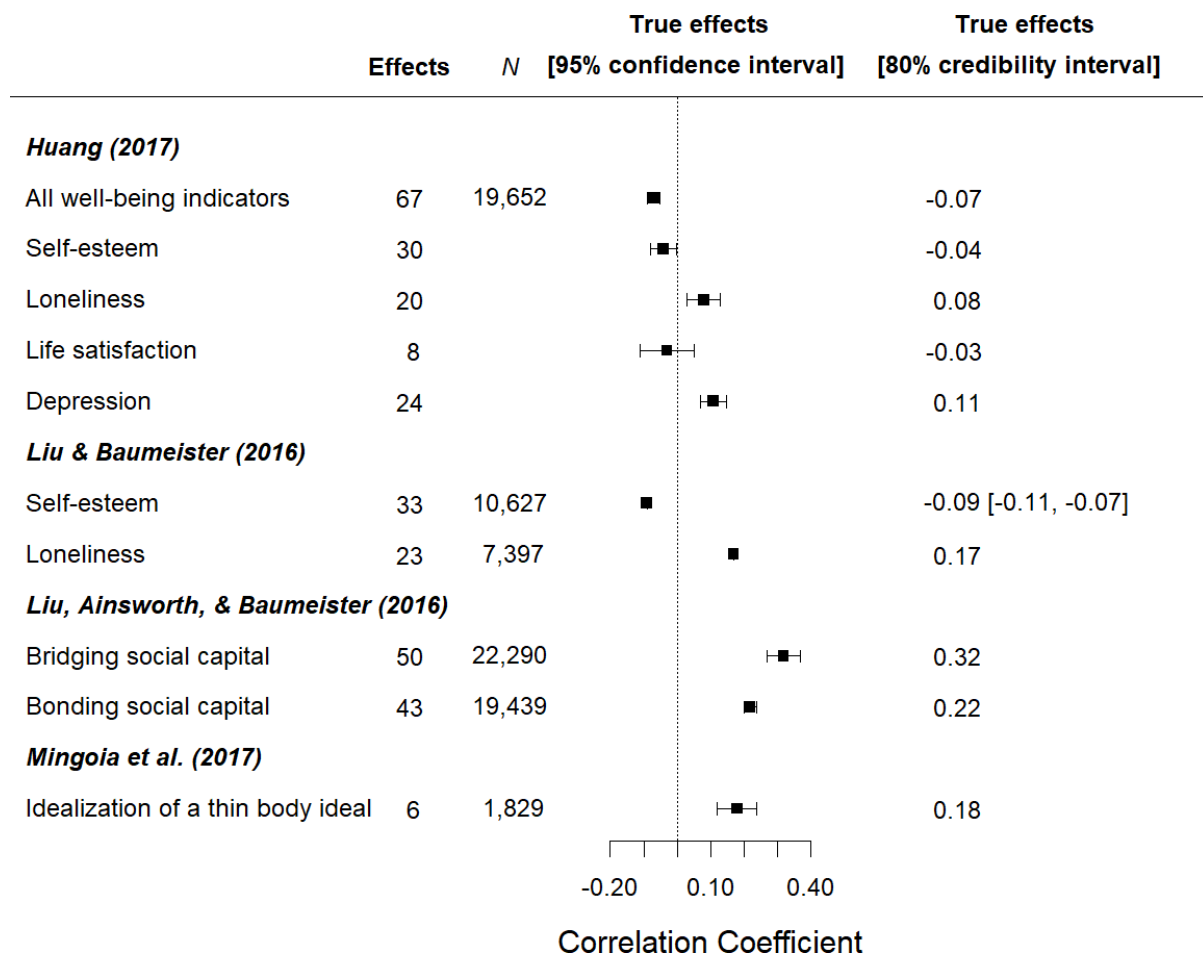 True effects True effects
Effects N [95% confidence interval] [80% credibility interval]
Huang (2017)
All well-being indicators 67 19,652 -0.07
Self-esteem 30 -0.04
Loneliness 20 0.08
Life satisfaction 8 -0.03
Depression 24 0.11
Liu & Baumeister (2016)
Self-esteem 33 10,627 -0.09 [-0.11, -0.07]
Loneliness 23 7,397 0.17
Liu, Ainsworth, & Baumeister (2016)
Bridging social capital 50 22,290 0.32
Bonding social capital 43 19,439 0.22
Mingoia et al. (2017)
Idealization of a thin body ideal 6 1,829 0.18
-0.20 0.10 0.40
Correlation Coefficient